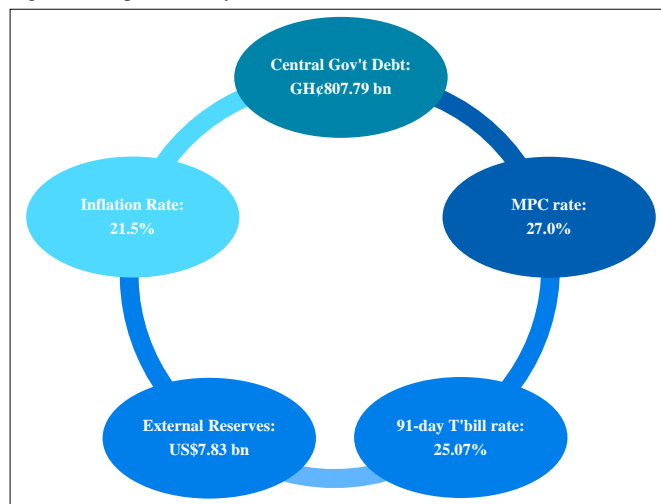 Central Gov't Debt:
GH¢807.79 bn
Inflation Rate:
21.5%
MPC rate:
27.0%
External Reserves:
US$7.83 bn
91-day T'bill rate:
25.07%